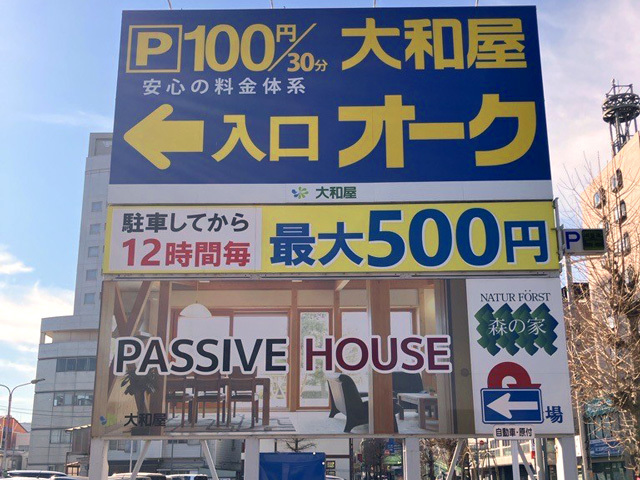 P 100円/30分 大和屋
安心の料金体系
← 入口 オーク
大和屋
駐車してから
12時間毎
最大500円
P
NATUR FÖRST
森の家
PASSIVE HOUSE
← 場
大和屋
自動車・原付